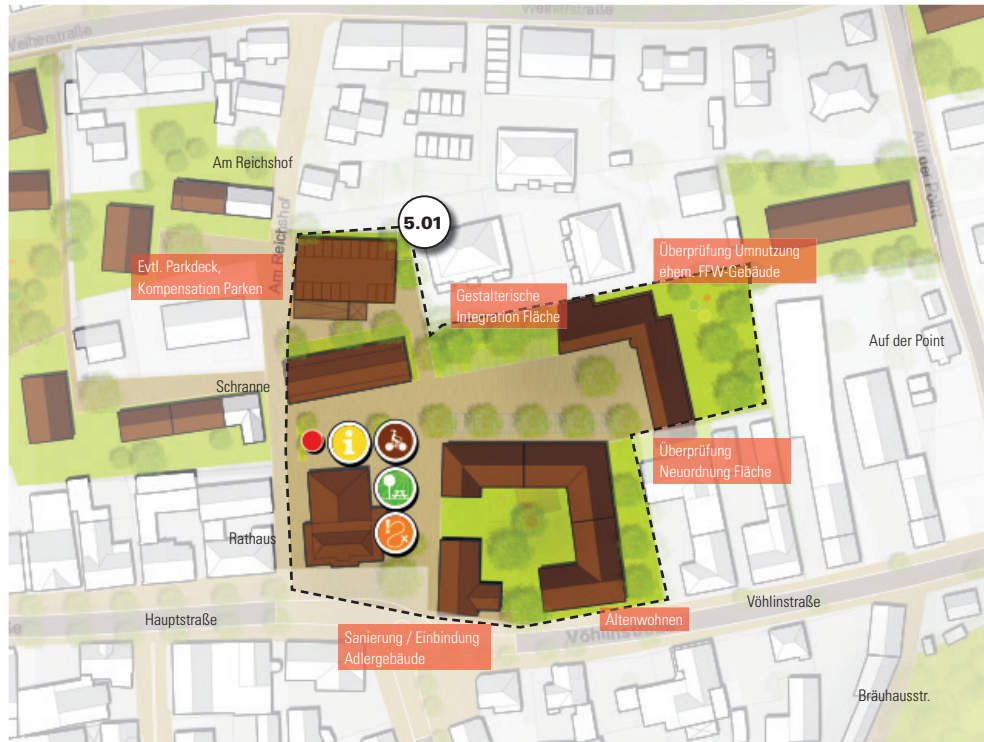 Weiherstraße
Weiherstraße
Am Reichshof
Auf der Point
5.01
Am Reichshof
Evtl. Parkdeck,
Kompensation Parken
Überprüfung Umnutzung
ehem. FFW-Gebäude
Gestalterische
Integration Fläche
Auf der Point
Schranne
i
Überprüfung
Neuordnung Fläche
Rathaus
Hauptstraße
Altenwohnen
Vöhlinstraße
Vöhlinstraße
Sanierung / Einbindung
Adlergebäude
Bräuhausstr.